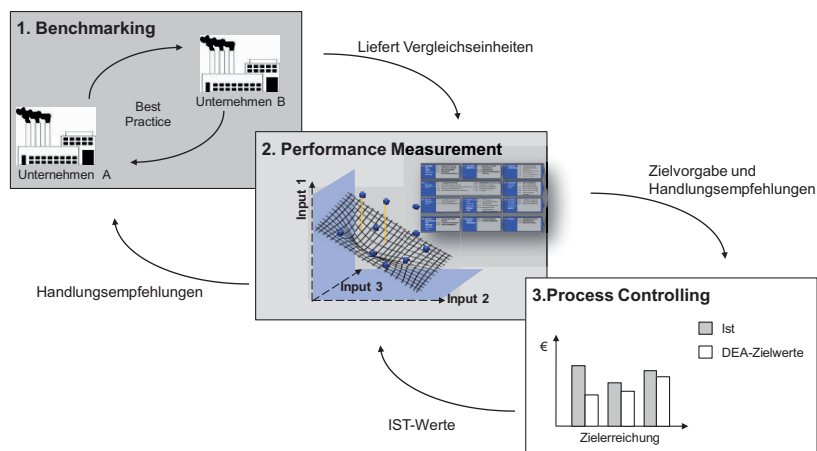 1. Benchmarking
Unternehmen B
Best
Practice
Unternehmen A
Liefert Vergleichseinheiten
2. Performance Measurement
Input 1
Input 3
Input 2
Zielvorgabe und
Handlungsempfehlungen
Handlungsempfehlungen
3.Process Controlling
Ist
DEA-Zielwerte
€
Zielerreichung
IST-Werte